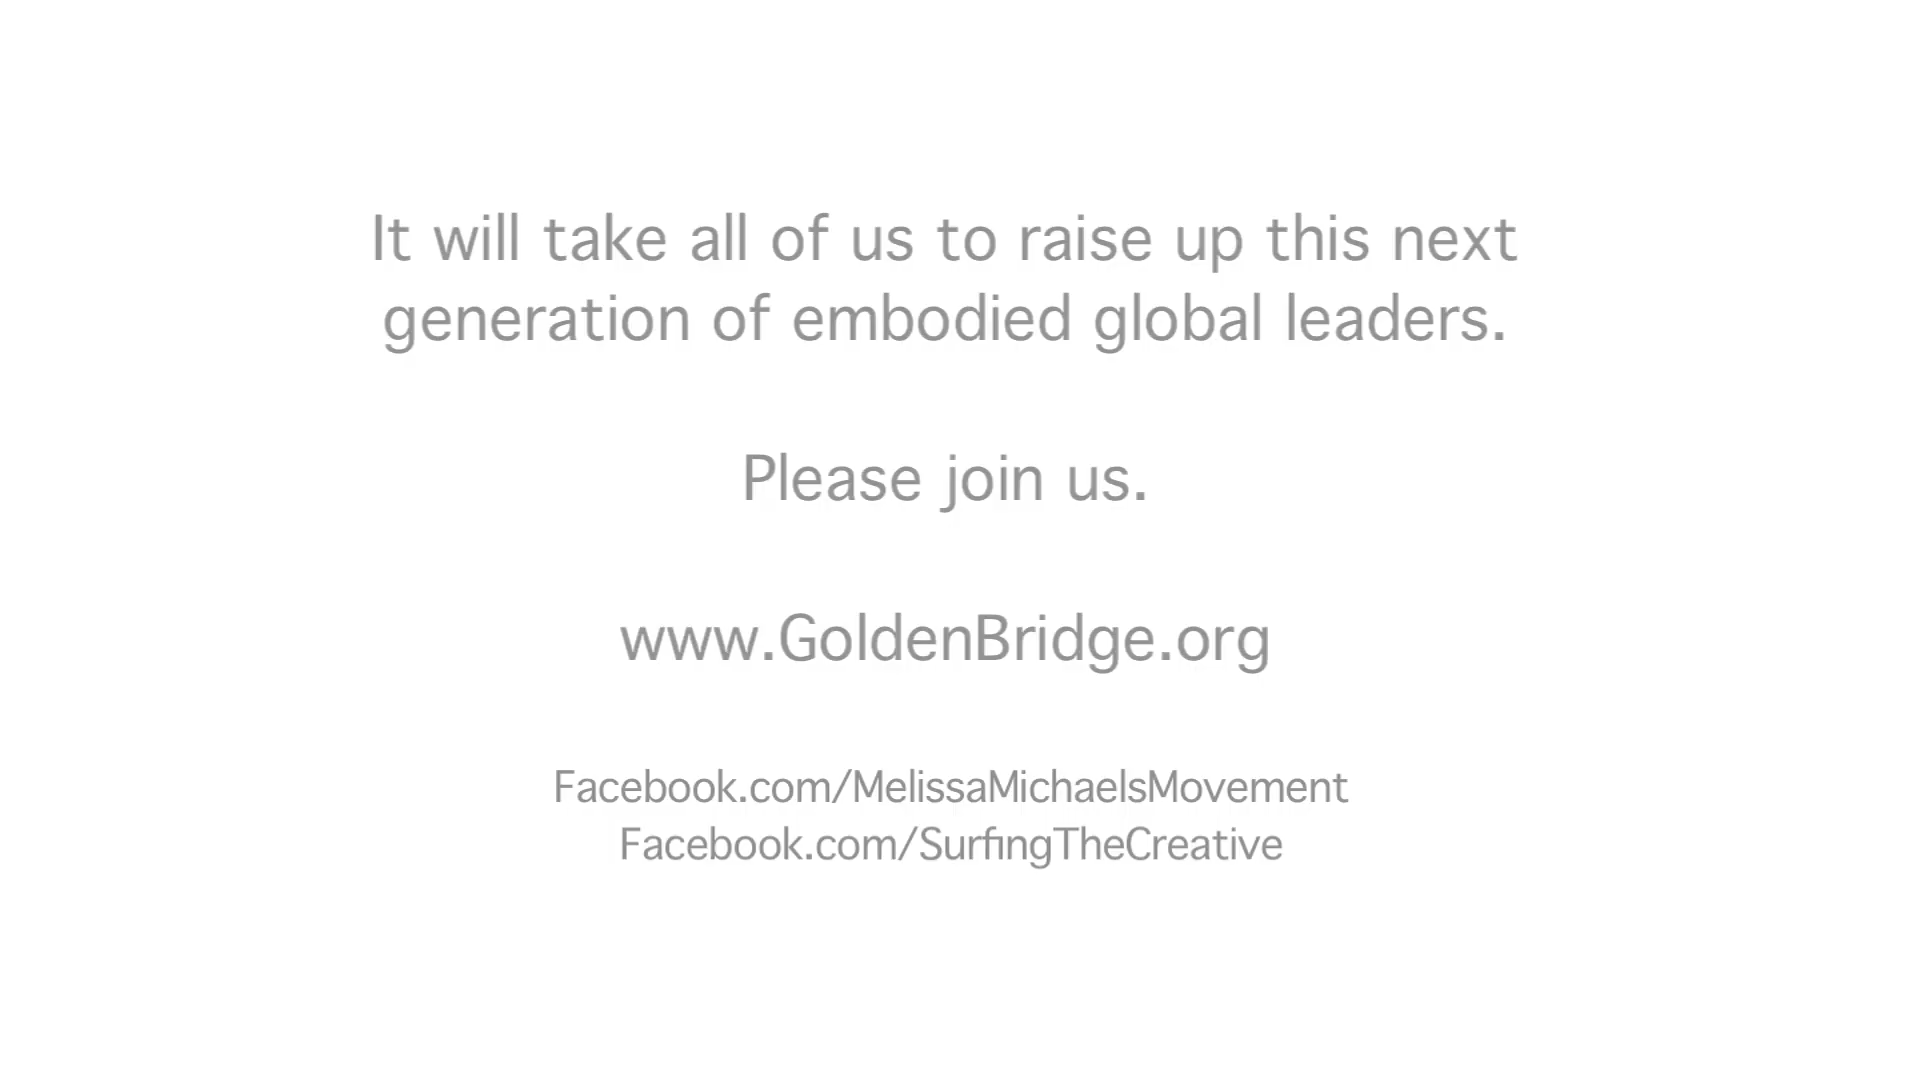 It will take all of us to raise up this next
generation of embodied global leaders.
Please join us.
www.GoldenBridge.org
Facebook.com/MelissaMichaelsMovement
Facebook.com/SurfingTheCreative